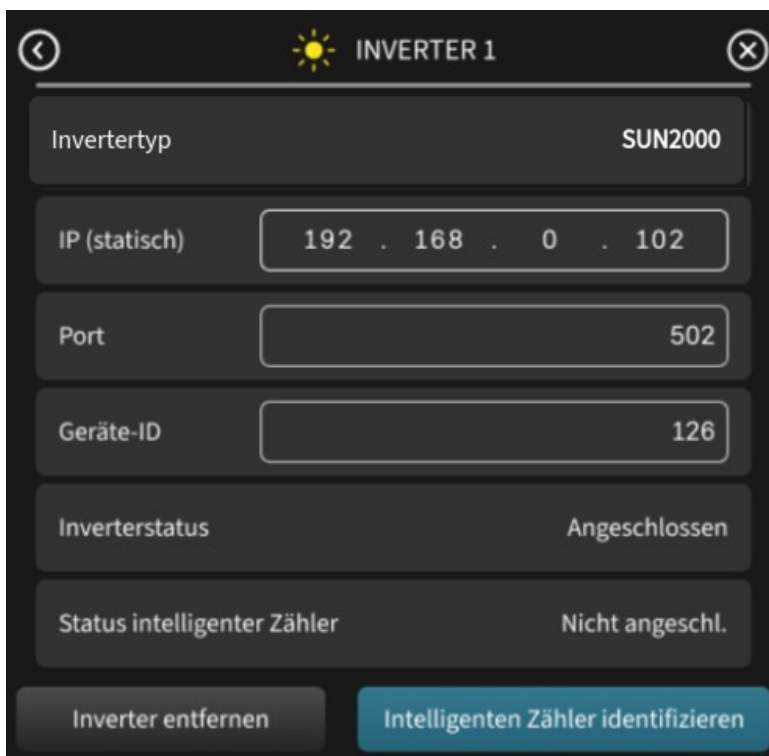 INVERTER 1
Invertertyp SUN2000
IP (statisch) 192 . 168 . 0 . 102
Port 502
Geräte-ID 126
Inverterstatus Angeschlossen
Status intelligenter Zähler Nicht angeschl.
Inverter entfernen Intelligenten Zähler identifizieren